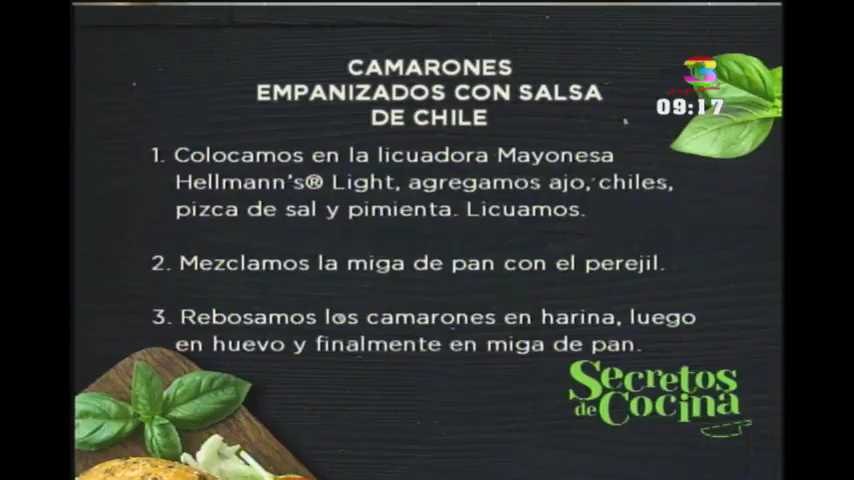 CAMARONES
EMPANIZADOS CON SALSA
DE CHILE
3
09:17
1. Colocamos en la licuadora Mayonesa
Hellmann's® Light, agregamos ajo, chiles,
pizca de sal y pimienta. Licuamos.
2. Mezclamos la miga de pan con el perejil.
3. Rebosamos los camarones en harina, luego
en huevo y finalmente en miga de pan.
Secretos
de Cocina